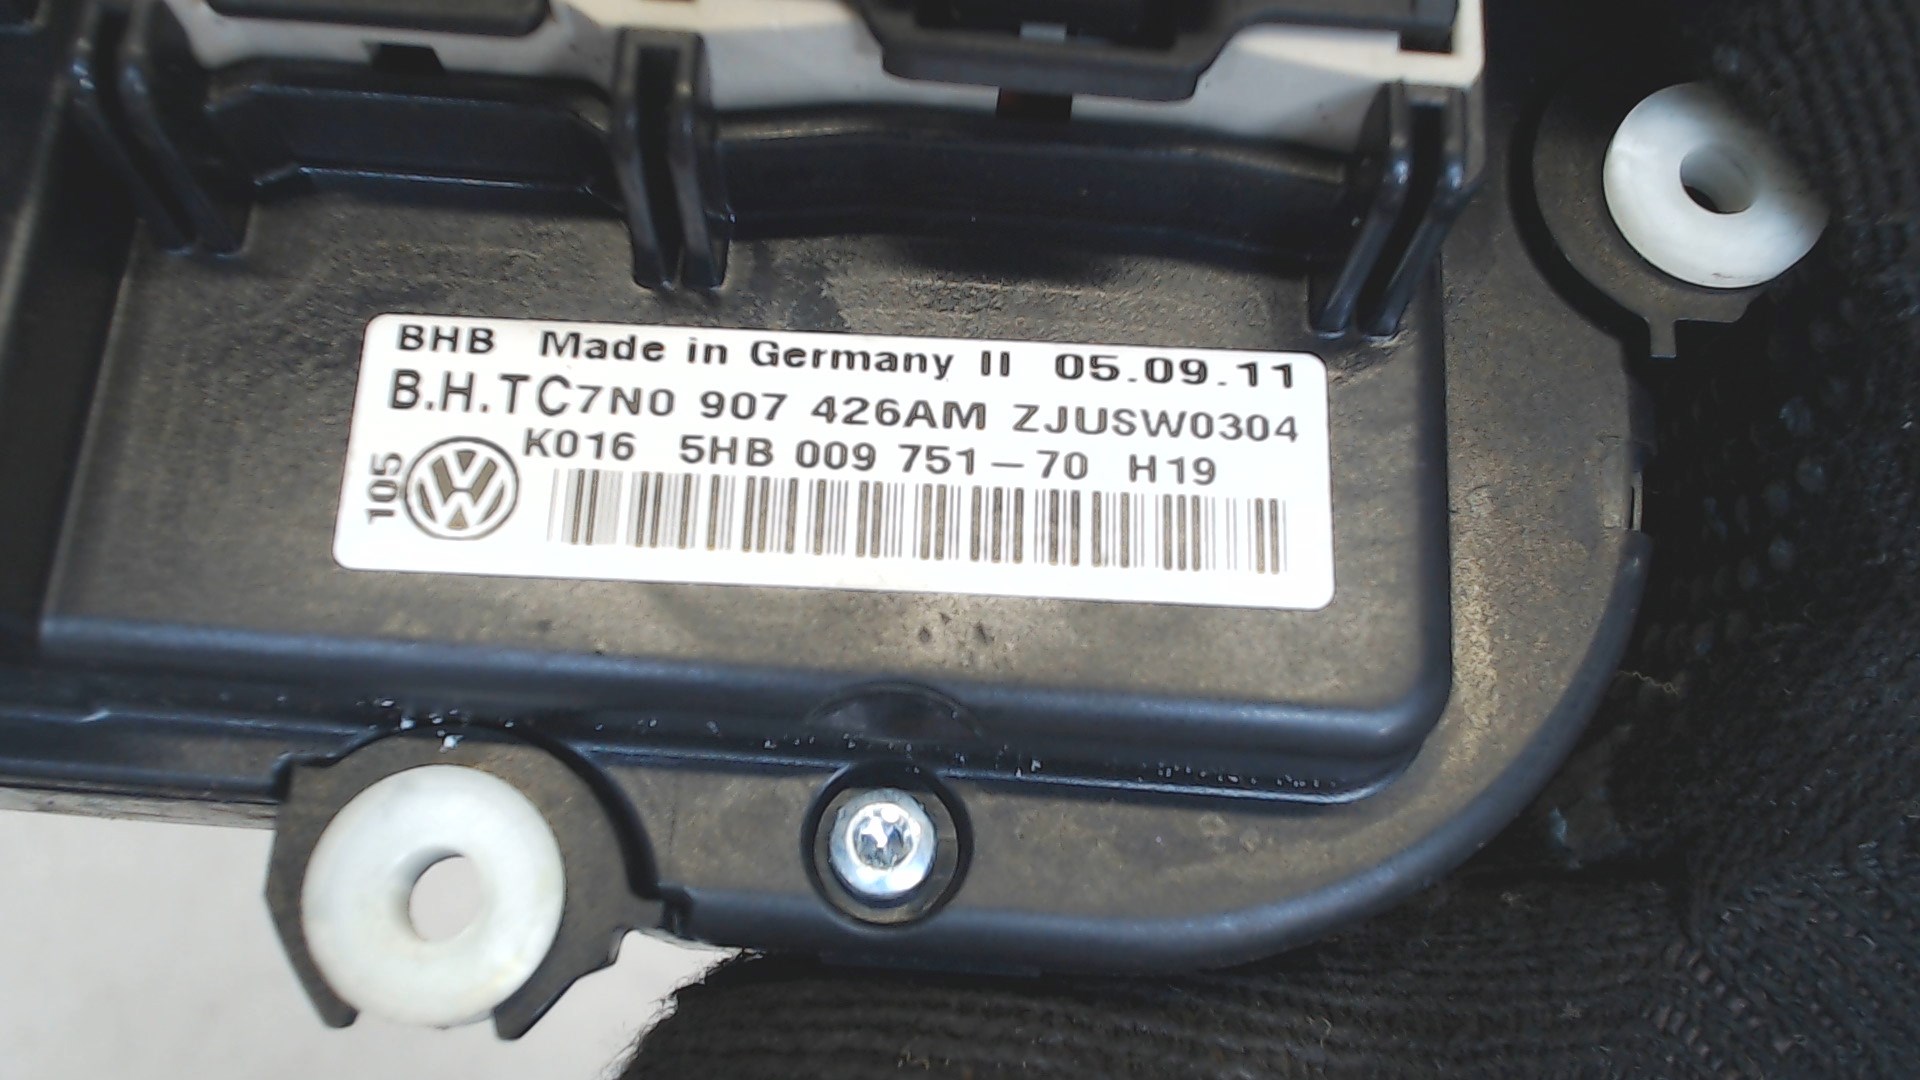 BHB Made in Germany II 05.09.11
B.H.TC7N0 907 426AM ZJUSW0304
K016 5HB 009 751-70 H19
105